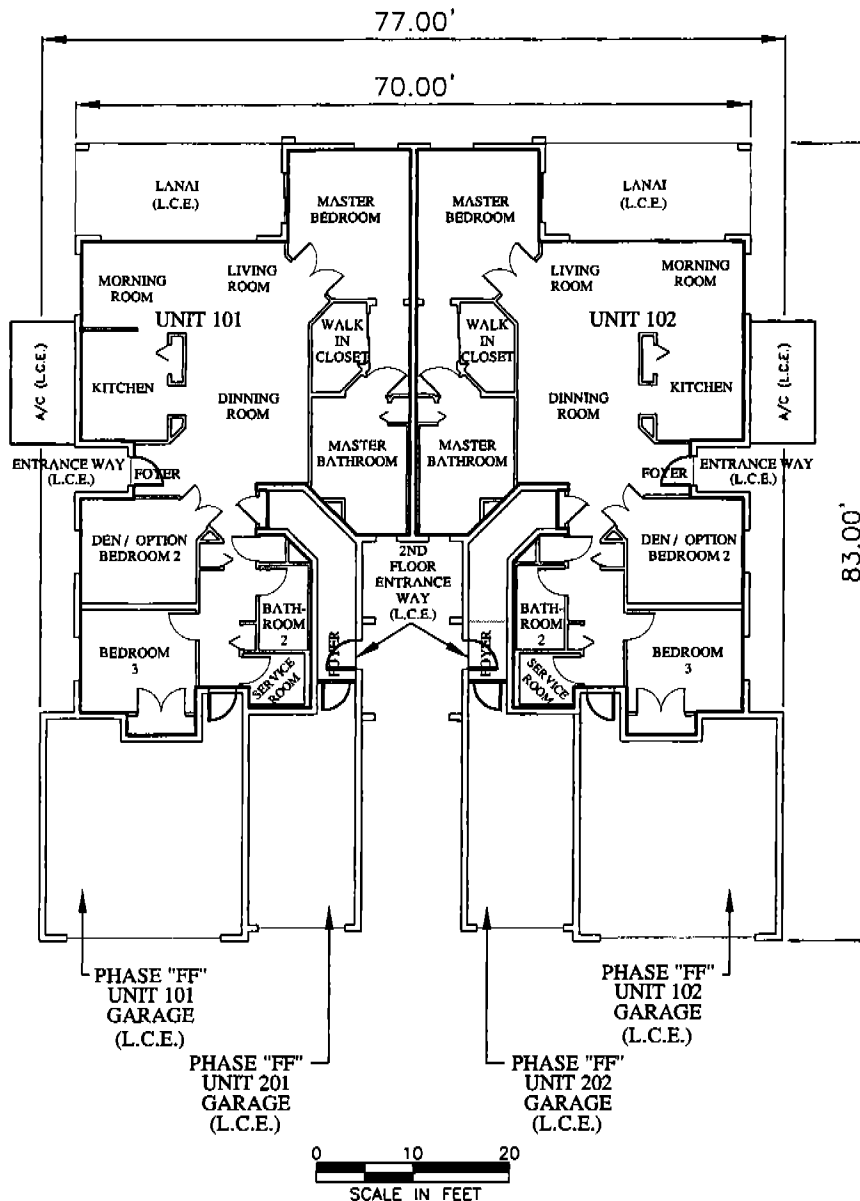 77.00'
70.00'
LANAI
(L.C.E.)
MASTER
BEDROOM
MASTER
BEDROOM
LANAI
(L.C.E.)
MORNING
ROOM
LIVING
ROOM
LIVING
ROOM
MORNING
ROOM
UNIT 101
WALK
IN
CLOSET
WALK
IN
CLOSET
UNIT 102
A/C (L.C.E.)
KITCHEN
DINNING
ROOM
DINNING
ROOM
KITCHEN
A/C (L.C.E.)
MASTER
BATHROOM
MASTER
BATHROOM
ENTRANCE WAY
(L.C.E.)
FOYER
FOYER
ENTRANCE WAY
(L.C.E.)
DEN / OPTION
BEDROOM 2
2ND
FLOOR
ENTRANCE
WAY
(L.C.E.)
DEN / OPTION
BEDROOM 2
83.00'
BATH-
ROOM
2
BATH-
ROOM
2
BEDROOM
3
SERVICE
ROOM
FOYER
FOYER
SERVICE
ROOM
BEDROOM
3
PHASE "FF"
UNIT 101
GARAGE
(L.C.E.)
PHASE "FF"
UNIT 102
GARAGE
(L.C.E.)
PHASE "FF"
UNIT 201
GARAGE
(L.C.E.)
PHASE "FF"
UNIT 202
GARAGE
(L.C.E.)
0 10 20
SCALE IN FEET